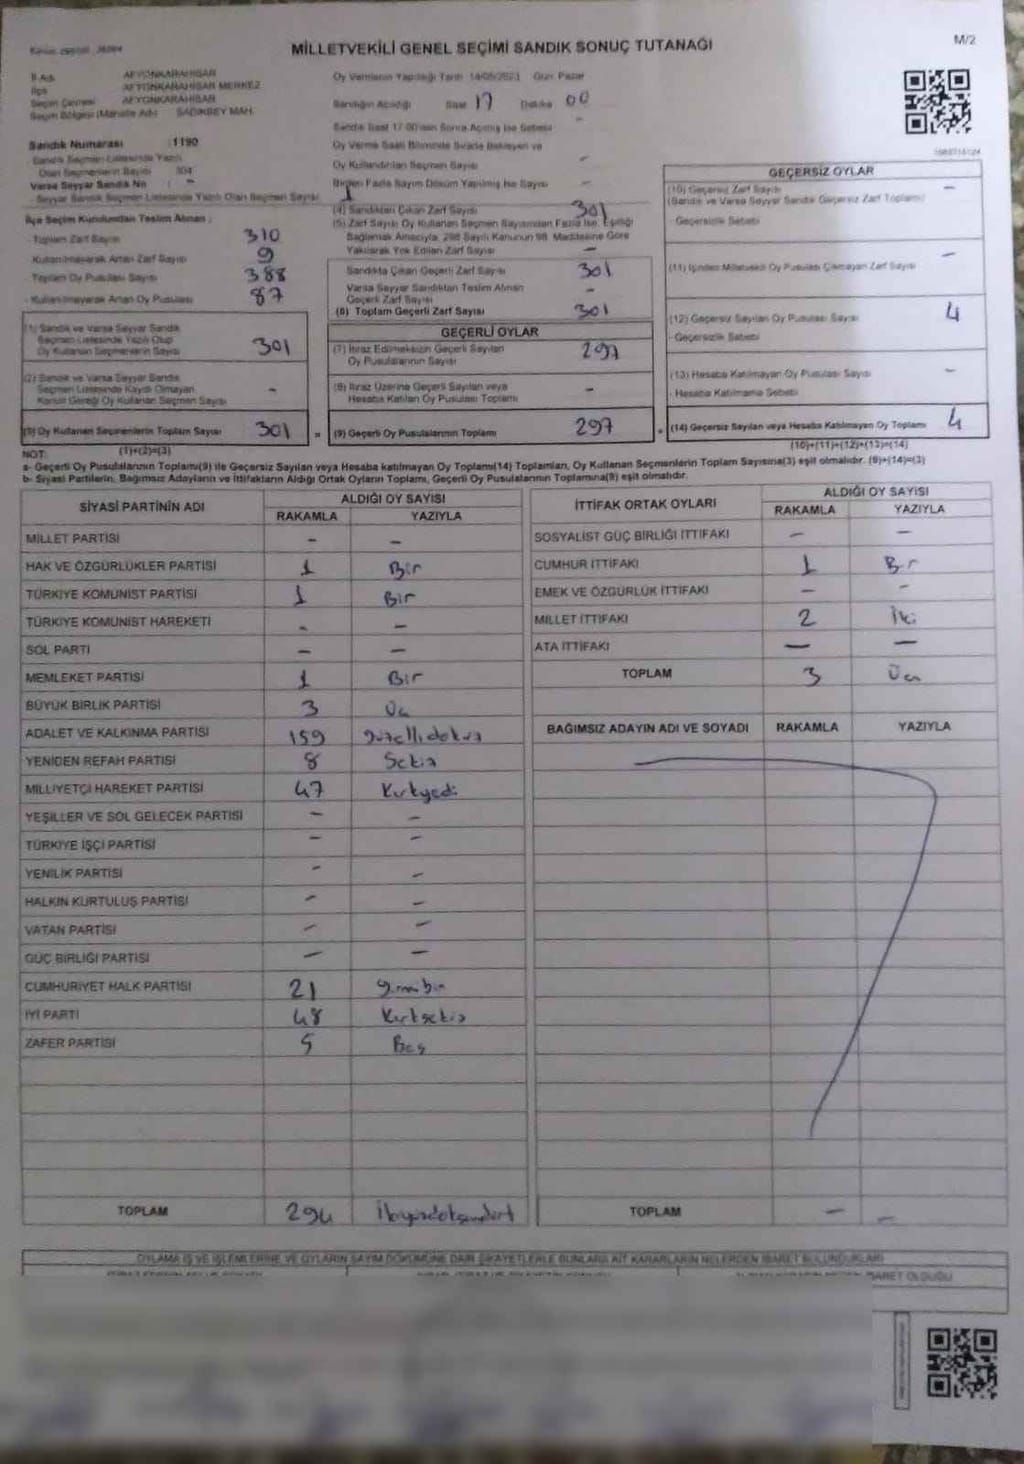 MİLLETVEKİLİ GENEL SEÇİMİ SANDIK SONUÇ TUTANAĞI
M/2
İli Adı AFYONKARAHİSAR
İlçe AFYONKARAHİSAR MERKEZ
Seçim Çevresi AFYONKARAHİSAR
Seçim Bölgesi (Mahalle Adı) SADIKBEY MAH.
Sandık Numarası :1190
Sandık Seçmen Listesinde Yazılı
Olan Seçmenlerin Sayısı 304
Varsa Seyyar Sandık No : -
Seyyar Sandık Seçmen Listesinde Yazılı Olan Seçmen Sayısı
İlçe Seçim Kurulundan Teslim Alınan :
- Toplam Zarf Sayısı 310
- Kullanılmayarak Artan Zarf Sayısı 9
- Toplam Oy Pusulası Sayısı 388
- Kullanılmayarak Artan Oy Pusulası 87
(1) Sandık ve Varsa Seyyar Sandık
Seçmen Listesinde Yazılı Olup
Oy Kullanan Seçmenlerin Sayısı 301
(2) Sandık ve Varsa Seyyar Sandık
Seçmen Listesinde Kaydı Olmayan
Kanun Gereği Oy Kullanan Seçmen Sayısı -
(3) Oy Kullanan Seçmenlerin Toplam Sayısı 301
(1)+(2)=(3)
Oy Vermenin Yapıldığı Tarih 14/05/2023 Gün Pazar
Sandığın Açıldığı Saat 17 Dakika 00
Sandık Saat 17:00'den Sonra Açılmış İse Sebebi -
Oy Verme Saati Bitiminde Sırada Bekleyen ve
Oy Kullandırılan Seçmen Sayısı -
Birden Fazla Sayım Döküm Yapılmış İse Sayısı -
(4) Sandıktan Çıkan Zarf Sayısı 301
(5) Zarf Sayısı Oy Kullanan Seçmen Sayısından Fazla İse, Eşitliği
Sağlamak Amacıyla, 298 Sayılı Kanunun 98. Maddesine Göre
Yakılarak Yok Edilen Zarf Sayısı -
Sandıkta Çıkan Geçerli Zarf Sayısı 301
Varsa Seyyar Sandıktan Teslim Alınan
Geçerli Zarf Sayısı -
(6) Toplam Geçerli Zarf Sayısı 301
GEÇERLİ OYLAR
(7) İtiraz Edilmeksizin Geçerli Sayılan
Oy Pusulalarının Sayısı 297
(8) İtiraz Üzerine Geçerli Sayılan veya
Hesaba Katılan Oy Pusulası Toplamı -
= (9) Geçerli Oy Pusulalarının Toplamı 297
GEÇERSİZ OYLAR
(10) Geçersiz Zarf Sayısı -
(Sandık ve Varsa Seyyar Sandık Geçersiz Zarf Toplamı)
Geçersizlik Sebebi
(11) İçinden Milletvekili Oy Pusulası Çıkmayan Zarf Sayısı -
(12) Geçersiz Sayılan Oy Pusulası Sayısı 4
- Geçersizlik Sebebi
(13) Hesaba Katılmayan Oy Pusulası Sayısı -
- Hesaba Katılmama Sebebi
+ (14) Geçersiz Sayılan veya Hesaba Katılmayan Oy Toplamı 4
(10)+(11)+(12)+(13)=(14)
NOT:
a- Geçerli Oy Pusulalarının Toplamı(9) ile Geçersiz Sayılan veya Hesaba katılmayan Oy Toplamı(14) Toplamları, Oy Kullanan Seçmenlerin Toplam Sayısına(3) eşit olmalıdır. (9)+(14)=(3)
b- Siyasi Partilerin, Bağımsız Adayların ve İttifakların Aldığı Ortak Oyların Toplamı, Geçerli Oy Pusulalarının Toplamına(9) eşit olmalıdır.
SİYASİ PARTİNİN ADI ALDIĞI OY SAYISI
RAKAMLA YAZIYLA
MİLLET PARTİSİ - -
HAK VE ÖZGÜRLÜKLER PARTİSİ 1 Bir
TÜRKİYE KOMÜNİST PARTİSİ 1 Bir
TÜRKİYE KOMÜNİST HAREKETİ - -
SOL PARTİ - -
MEMLEKET PARTİSİ 1 Bir
BÜYÜK BİRLİK PARTİSİ 3 Üç
ADALET VE KALKINMA PARTİSİ 159 yüzellidokuz
YENİDEN REFAH PARTİSİ 8 Sekiz
MİLLİYETÇİ HAREKET PARTİSİ 47 Kırkyedi
YEŞİLLER VE SOL GELECEK PARTİSİ - -
TÜRKİYE İŞÇİ PARTİSİ - -
YENİLİK PARTİSİ - -
HALKIN KURTULUŞ PARTİSİ - -
VATAN PARTİSİ - -
GÜÇ BİRLİĞİ PARTİSİ - -
CUMHURİYET HALK PARTİSİ 21 yirmibir
İYİ PARTİ 48 Kırksekiz
ZAFER PARTİSİ 5 Beş
TOPLAM 294 ikiyüzdoksandört
İTTİFAK ORTAK OYLARI ALDIĞI OY SAYISI
RAKAMLA YAZIYLA
SOSYALİST GÜÇ BİRLİĞİ İTTİFAKI - -
CUMHUR İTTİFAKI 1 Bir
EMEK VE ÖZGÜRLÜK İTTİFAKI - -
MİLLET İTTİFAKI 2 İki
ATA İTTİFAKI - -
TOPLAM 3 Üç
BAĞIMSIZ ADAYIN ADI VE SOYADI RAKAMLA YAZIYLA
TOPLAM - -
OYLAMA İŞ VE İŞLEMLERİNE VE OYLARIN SAYIM DÖKÜMÜNE DAİR ŞİKAYETLERLE BUNLARA AİT KARARLARIN NELERDEN İBARET BULUNDUKLARI